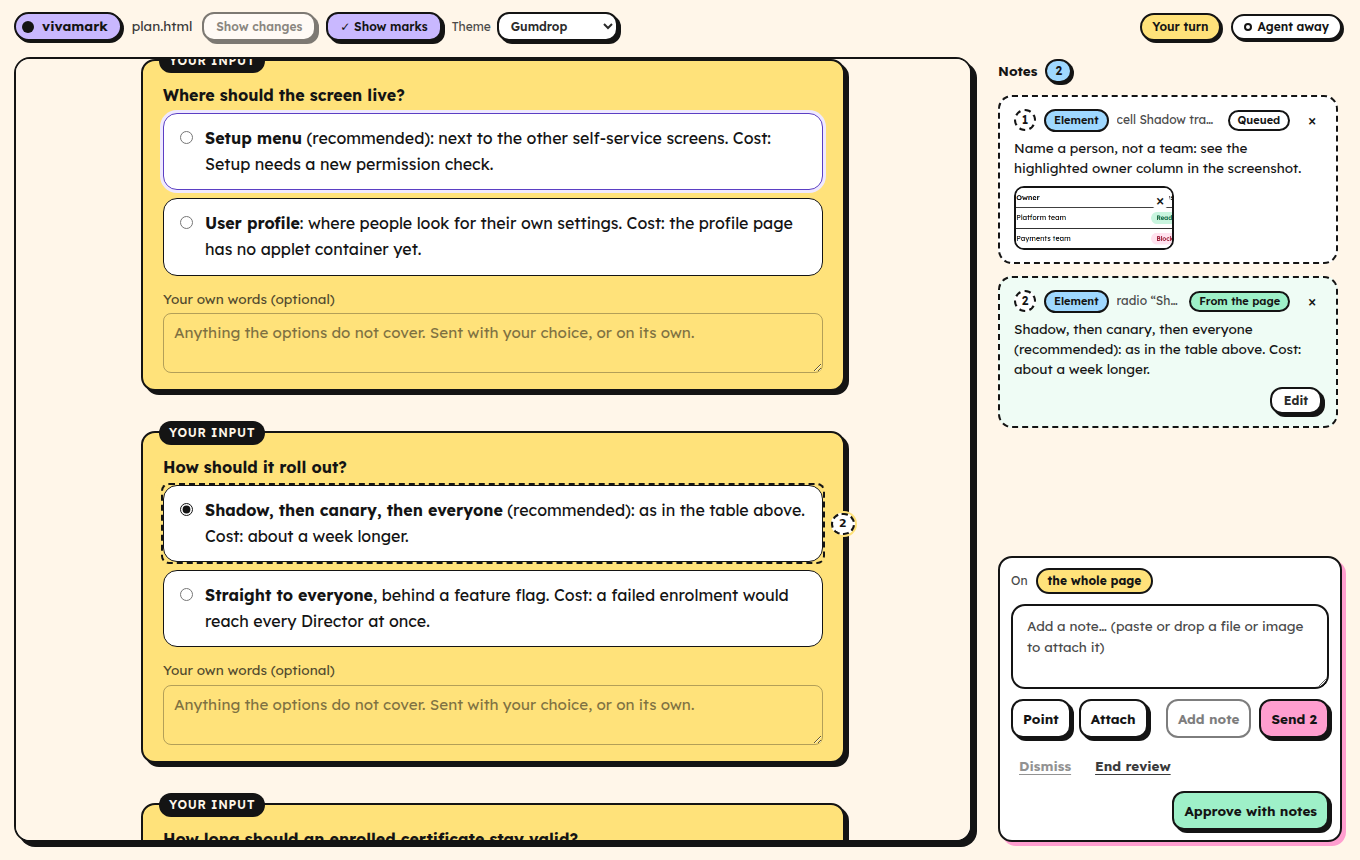 vivamark plan.html Show changes ✓ Show marks Theme Gumdrop Your turn Agent away
YOUR INPUT
Where should the screen live?
Setup menu (recommended): next to the other self-service screens. Cost:
Setup needs a new permission check.
User profile: where people look for their own settings. Cost: the profile page
has no applet container yet.
Your own words (optional)
Anything the options do not cover. Sent with your choice, or on its own.
YOUR INPUT
How should it roll out?
Shadow, then canary, then everyone (recommended): as in the table above.
Cost: about a week longer.
2
Straight to everyone, behind a feature flag. Cost: a failed enrolment would
reach every Director at once.
Your own words (optional)
Anything the options do not cover. Sent with your choice, or on its own.
YOUR INPUT
How long should an enrolled certificate stay valid?
Notes 2
1 Element cell Shadow tra… Queued ×
Name a person, not a team: see the
highlighted owner column in the screenshot.
Owner ×
Platform team Read
Payments team Block
2 Element radio “Sh… From the page ×
Shadow, then canary, then everyone
(recommended): as in the table above. Cost:
about a week longer.
Edit
On the whole page
Add a note… (paste or drop a file or image
to attach it)
Point Attach Add note Send 2
Dismiss End review
Approve with notes